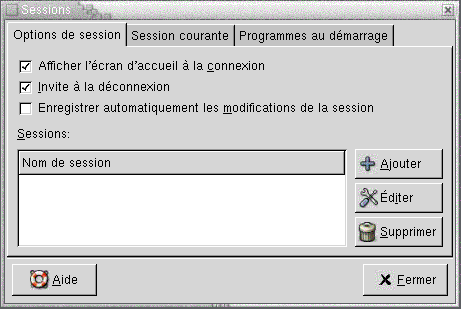 Sessions
Options de session Session courante Programmes au démarrage
Afficher l'écran d'accueil à la connexion
Invite à la déconnexion
Enregistrer automatiquement les modifications de la session
Sessions:
Nom de session
Ajouter
Éditer
Supprimer
Aide Fermer